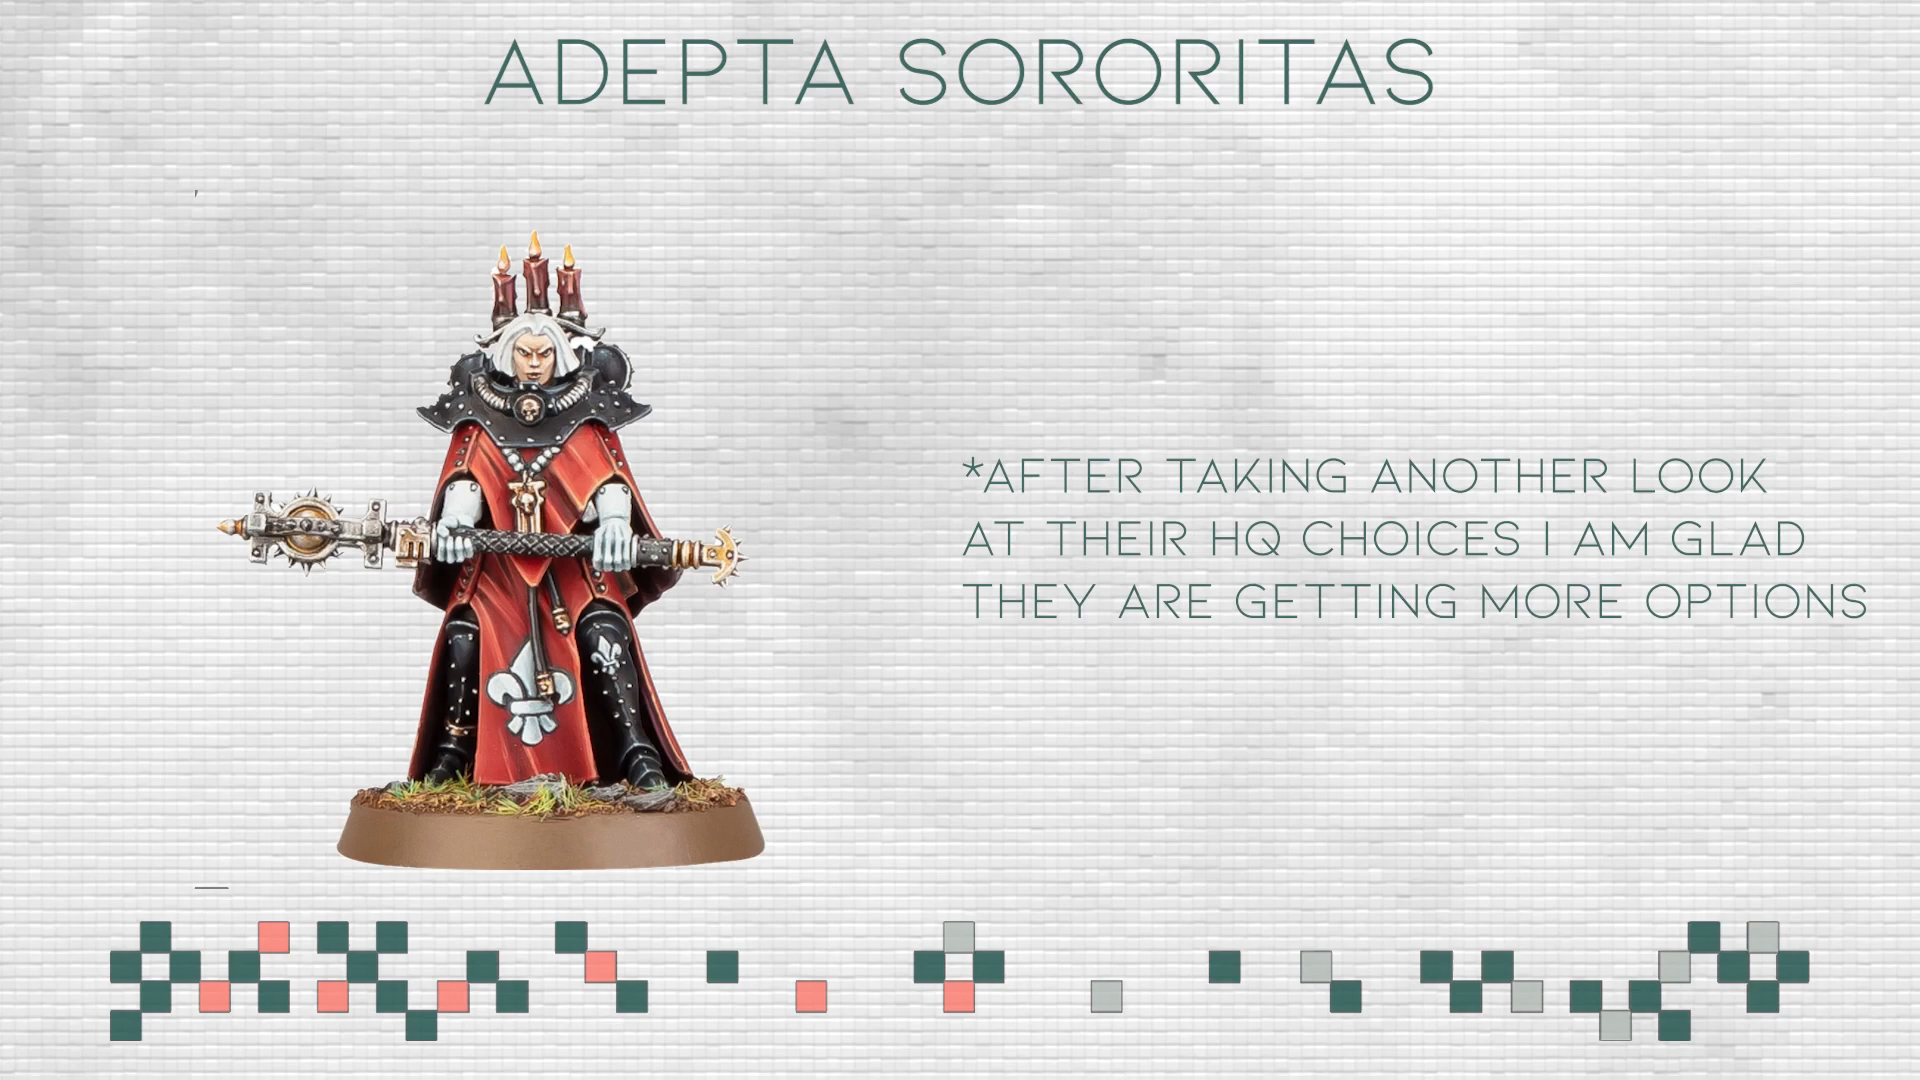 ADEPTA SORORITAS
*AFTER TAKING ANOTHER LOOK
AT THEIR HQ CHOICES I AM GLAD
THEY ARE GETTING MORE OPTIONS